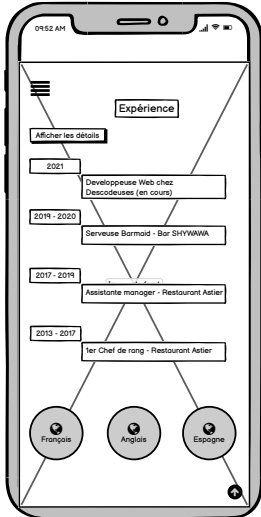 09:52 AM
Expérience
Afficher les détails
2021
Developpeuse Web chez
Descodeuses (en cours)
2019 - 2020
Serveuse Barmaid - Bar SHYWAWA
2017 - 2019
Assistante manager - Restaurant Astier
2013 - 2017
1er Chef de rang - Restaurant Astier
Français
Anglais
Espagne